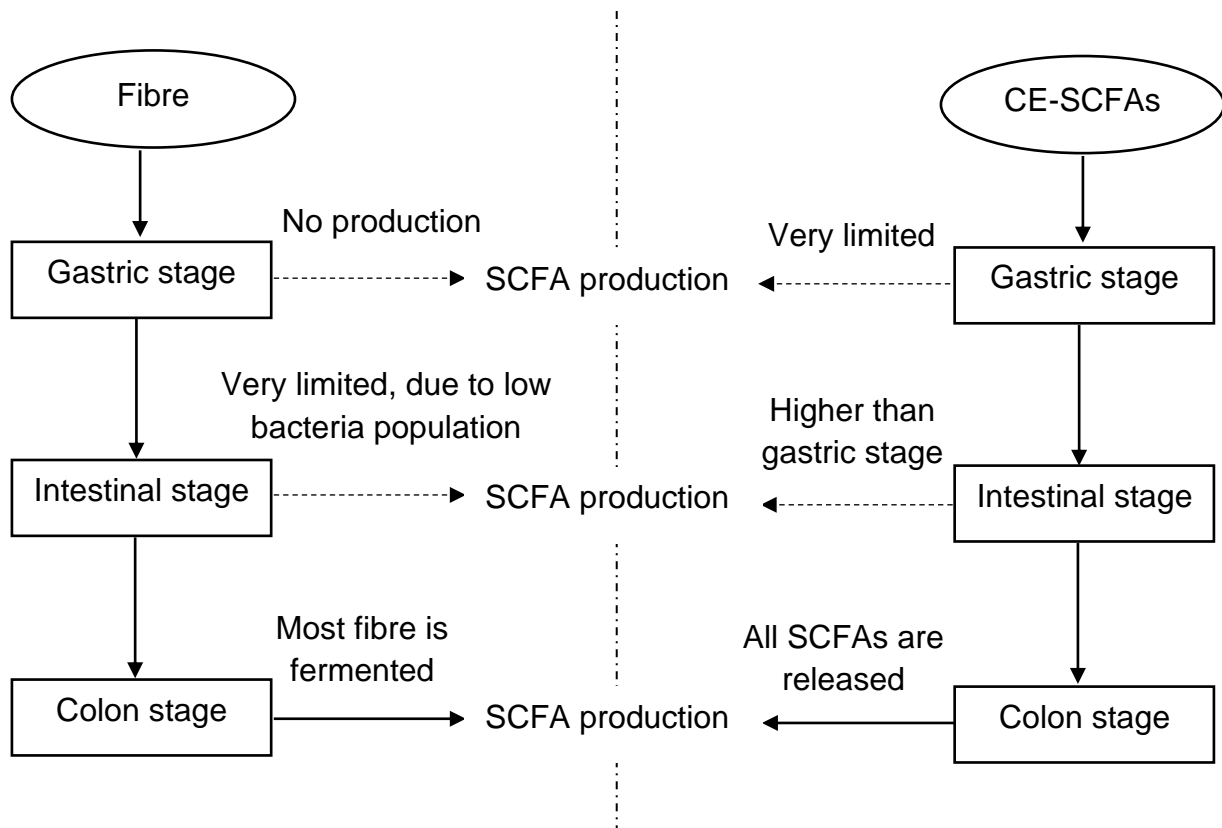 Fibre
CE-SCFAs
No production
Very limited
Gastric stage
SCFA production
Gastric stage
Very limited, due to low
bacteria population
Higher than
gastric stage
Intestinal stage
SCFA production
Intestinal stage
Most fibre is
fermented
All SCFAs are
released
Colon stage
SCFA production
Colon stage